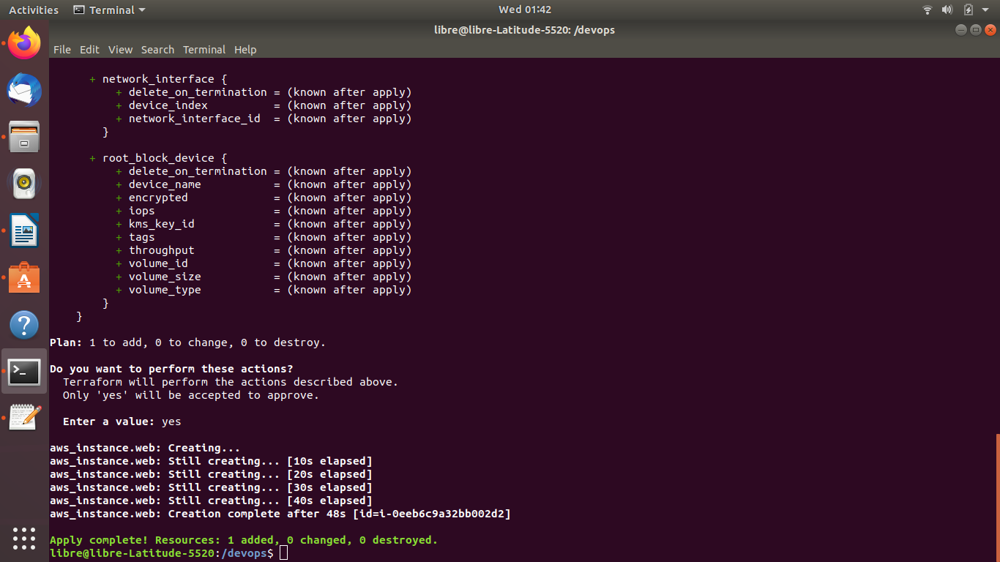 Activities Terminal Wed 01:42
libre@libre-Latitude-5520: /devops
File Edit View Search Terminal Help
+ network_interface {
+ delete_on_termination = (known after apply)
+ device_index = (known after apply)
+ network_interface_id = (known after apply)
}
+ root_block_device {
+ delete_on_termination = (known after apply)
+ device_name = (known after apply)
+ encrypted = (known after apply)
+ iops = (known after apply)
+ kms_key_id = (known after apply)
+ tags = (known after apply)
+ throughput = (known after apply)
+ volume_id = (known after apply)
+ volume_size = (known after apply)
+ volume_type = (known after apply)
}
}
Plan: 1 to add, 0 to change, 0 to destroy.
Do you want to perform these actions?
Terraform will perform the actions described above.
Only 'yes' will be accepted to approve.
Enter a value: yes
aws_instance.web: Creating...
aws_instance.web: Still creating... [10s elapsed]
aws_instance.web: Still creating... [20s elapsed]
aws_instance.web: Still creating... [30s elapsed]
aws_instance.web: Still creating... [40s elapsed]
aws_instance.web: Creation complete after 48s [id=i-0eeb6c9a32bb002d2]
Apply complete! Resources: 1 added, 0 changed, 0 destroyed.
libre@libre-Latitude-5520:/devops$